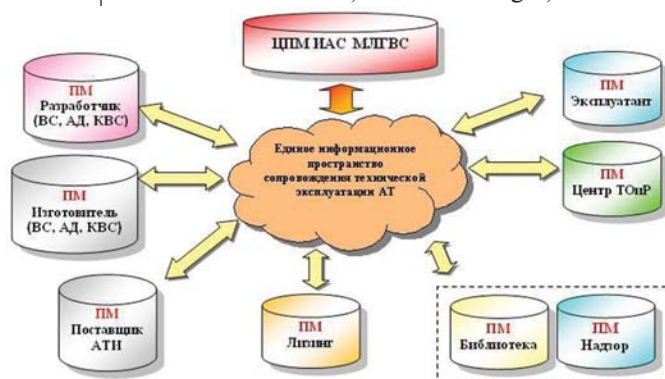 ЦПМ ИАС МЛГВС
ПМ
Разработчик
(ВС, АД, КВС)
ПМ
Эксплуатант
Единое информационное
пространство
сопровождения технической
эксплуатации АТ
ПМ
Изготовитель
(ВС, АД, КВС)
ПМ
Центр ТОиР
ПМ
Поставщик
АТИ
ПМ
Лизинг
ПМ
Библиотека
ПМ
Надзор